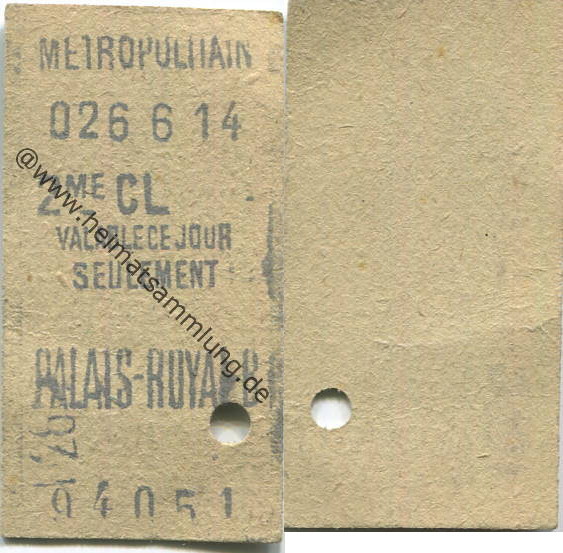 METROPOLITAIN
026 6 14
2ME CL
VALABLE CE JOUR
SEULEMENT
PALAIS-ROYAL B
94051
@www.heimatsammlung.de